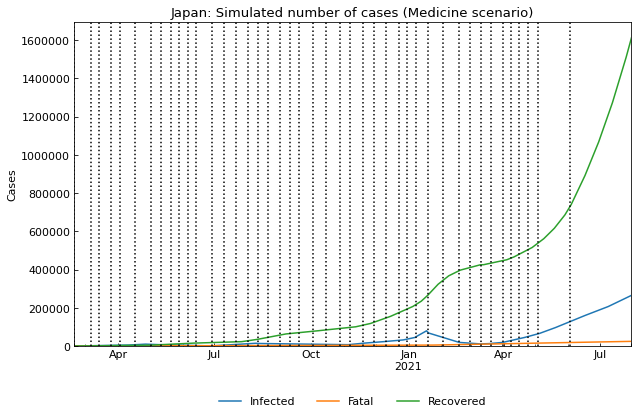 Japan: Simulated number of cases (Medicine scenario)
1600000
1400000
1200000
1000000
800000
600000
400000
200000
0
Cases
Apr Jul Oct Jan Apr Jul
2021
Infected Fatal Recovered